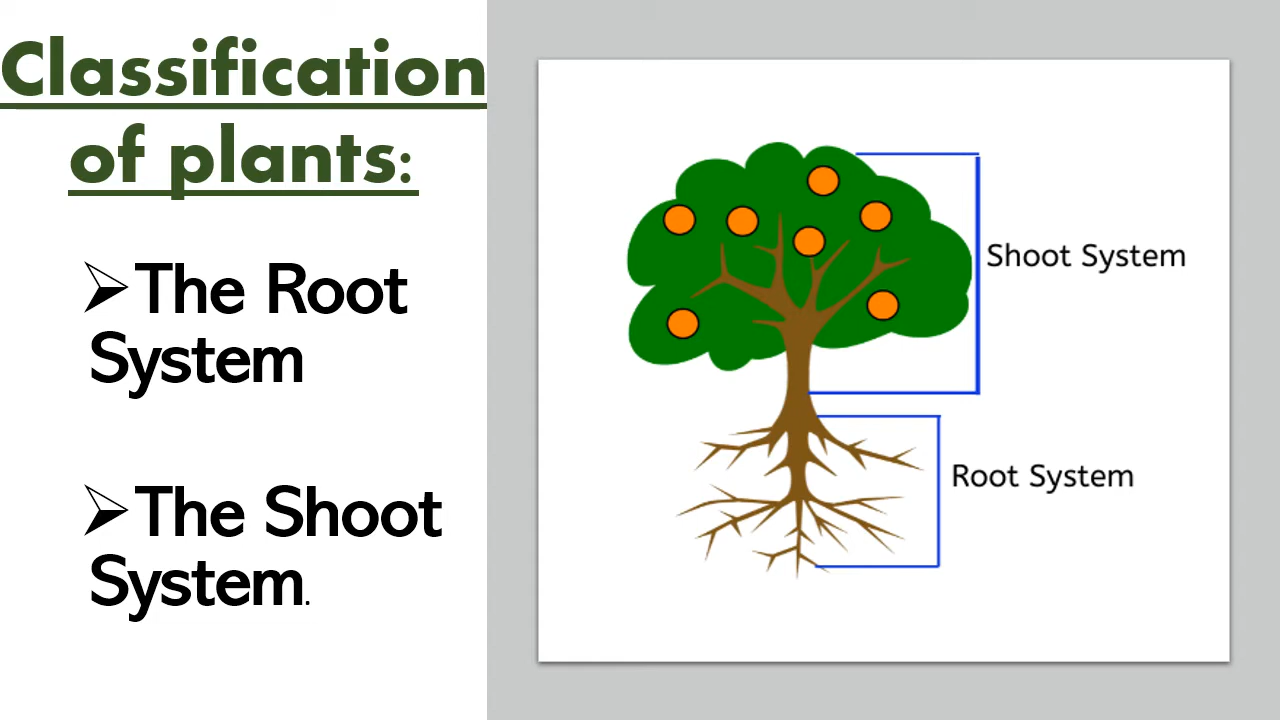 Classification
of plants:
➢The Root
System
➢The Shoot
System.
Shoot System
Root System